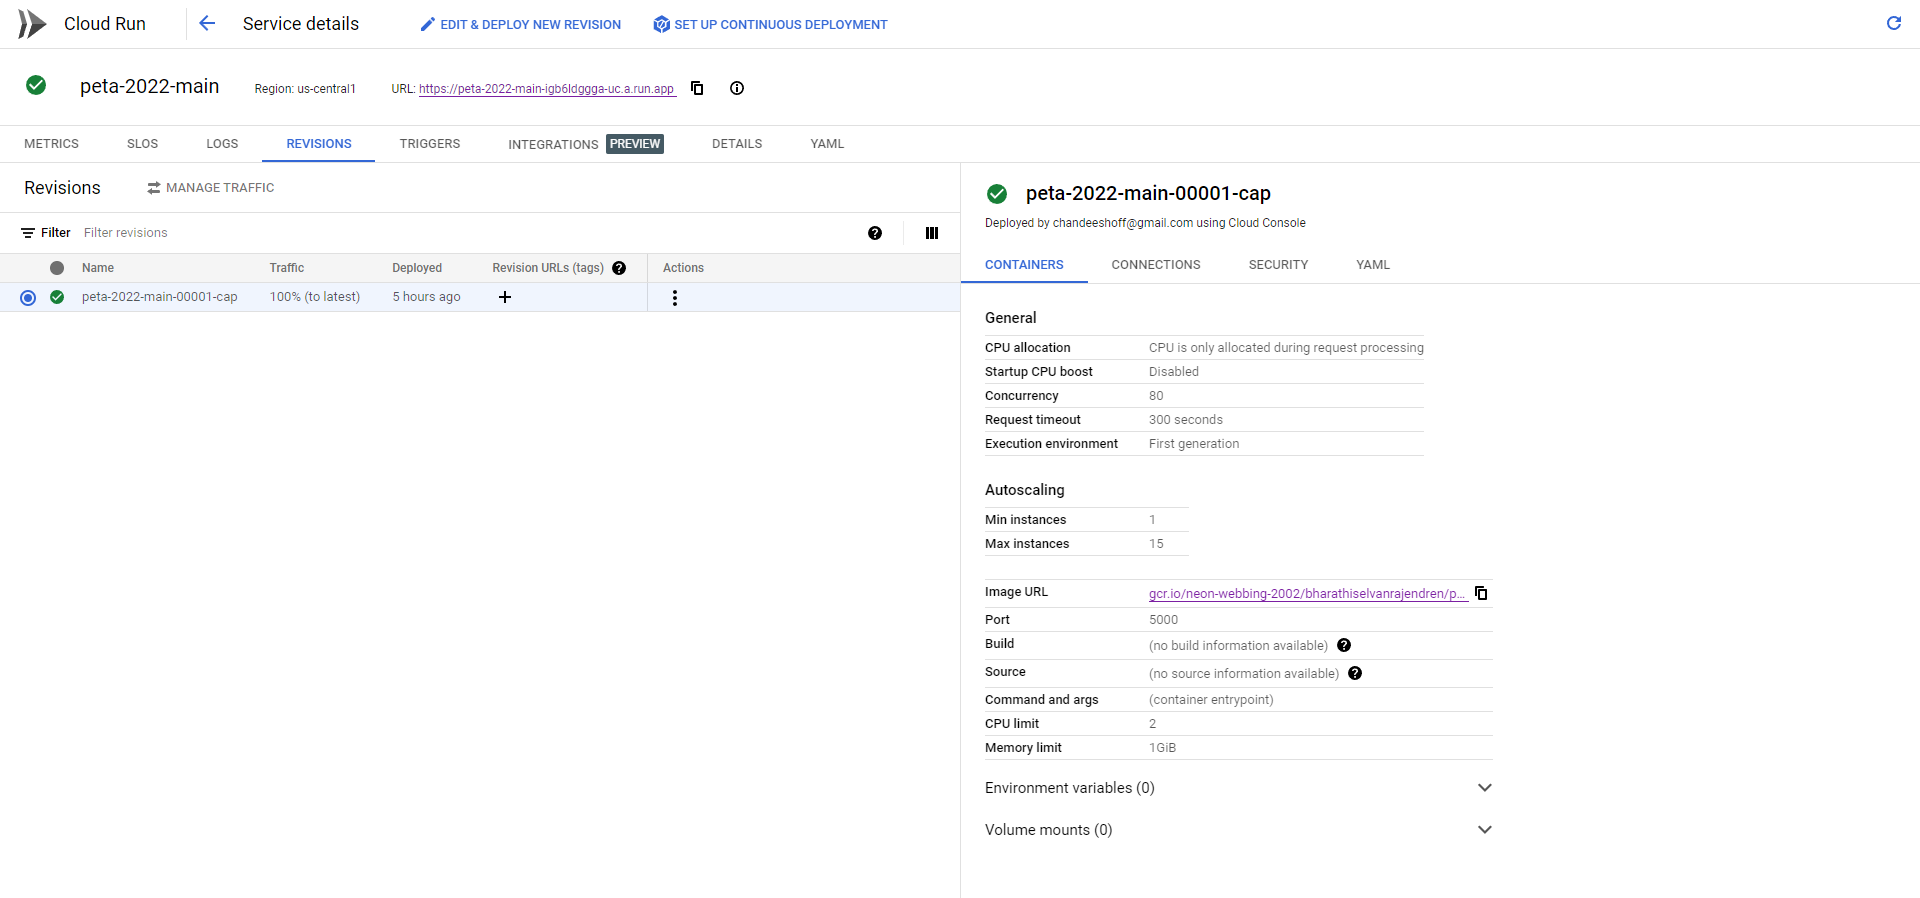 Cloud Run Service details EDIT & DEPLOY NEW REVISION SET UP CONTINUOUS DEPLOYMENT
peta-2022-main Region: us-central1 URL: https://peta-2022-main-igb6ldggga-uc.a.run.app
METRICS SLOS LOGS REVISIONS TRIGGERS INTEGRATIONS PREVIEW DETAILS YAML
Revisions MANAGE TRAFFIC
Filter Filter revisions
Name Traffic Deployed Revision URLs (tags) Actions
peta-2022-main-00001-cap 100% (to latest) 5 hours ago
peta-2022-main-00001-cap
Deployed by chandeeshoff@gmail.com using Cloud Console
CONTAINERS CONNECTIONS SECURITY YAML
General
CPU allocation CPU is only allocated during request processing
Startup CPU boost Disabled
Concurrency 80
Request timeout 300 seconds
Execution environment First generation
Autoscaling
Min instances 1
Max instances 15
Image URL gcr.io/neon-webbing-2002/bharathiselvanrajendren/p...
Port 5000
Build (no build information available)
Source (no source information available)
Command and args (container entrypoint)
CPU limit 2
Memory limit 1GiB
Environment variables (0)
Volume mounts (0)